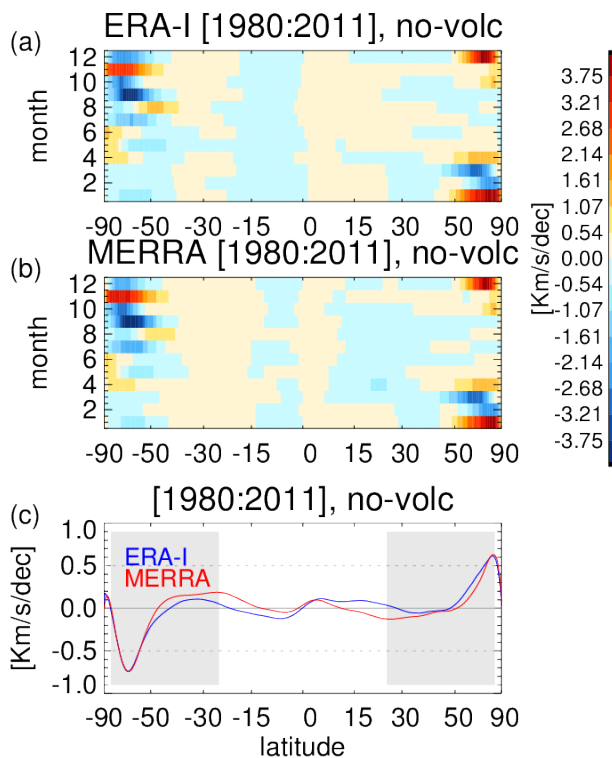 (a)
ERA-I [1980:2011], no-volc
month
12
10
8
6
4
2
-90 -50 -30 -15 0 15 30 50 90
(b)
MERRA [1980:2011], no-volc
month
12
10
8
6
4
2
-90 -50 -30 -15 0 15 30 50 90
[Km/s/dec]
3.75
3.21
2.68
2.14
1.61
1.07
0.54
0.00
-0.54
-1.07
-1.61
-2.14
-2.68
-3.21
-3.75
(c)
[1980:2011], no-volc
[Km/s/dec]
1.0
0.5
0.0
-0.5
-1.0
ERA-I
MERRA
-90 -50 -30 -15 0 15 30 50 90
latitude